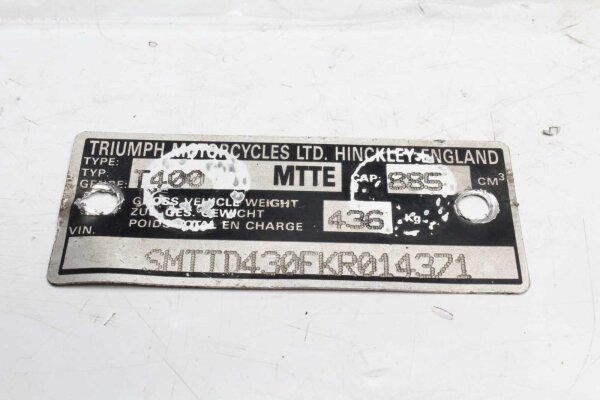 TRIUMPH MOTORCYCLES LTD. HINCKLEY-ENGLAND
TYPE:
TYP: T400 MTTE CAP. 885 CM³
GENRE:
GROSS VEHICLE WEIGHT
ZUL. GES. GEWICHT 436 Kg
POIDS TOTAL EN CHARGE
VIN.
SMTTD430FKR014371